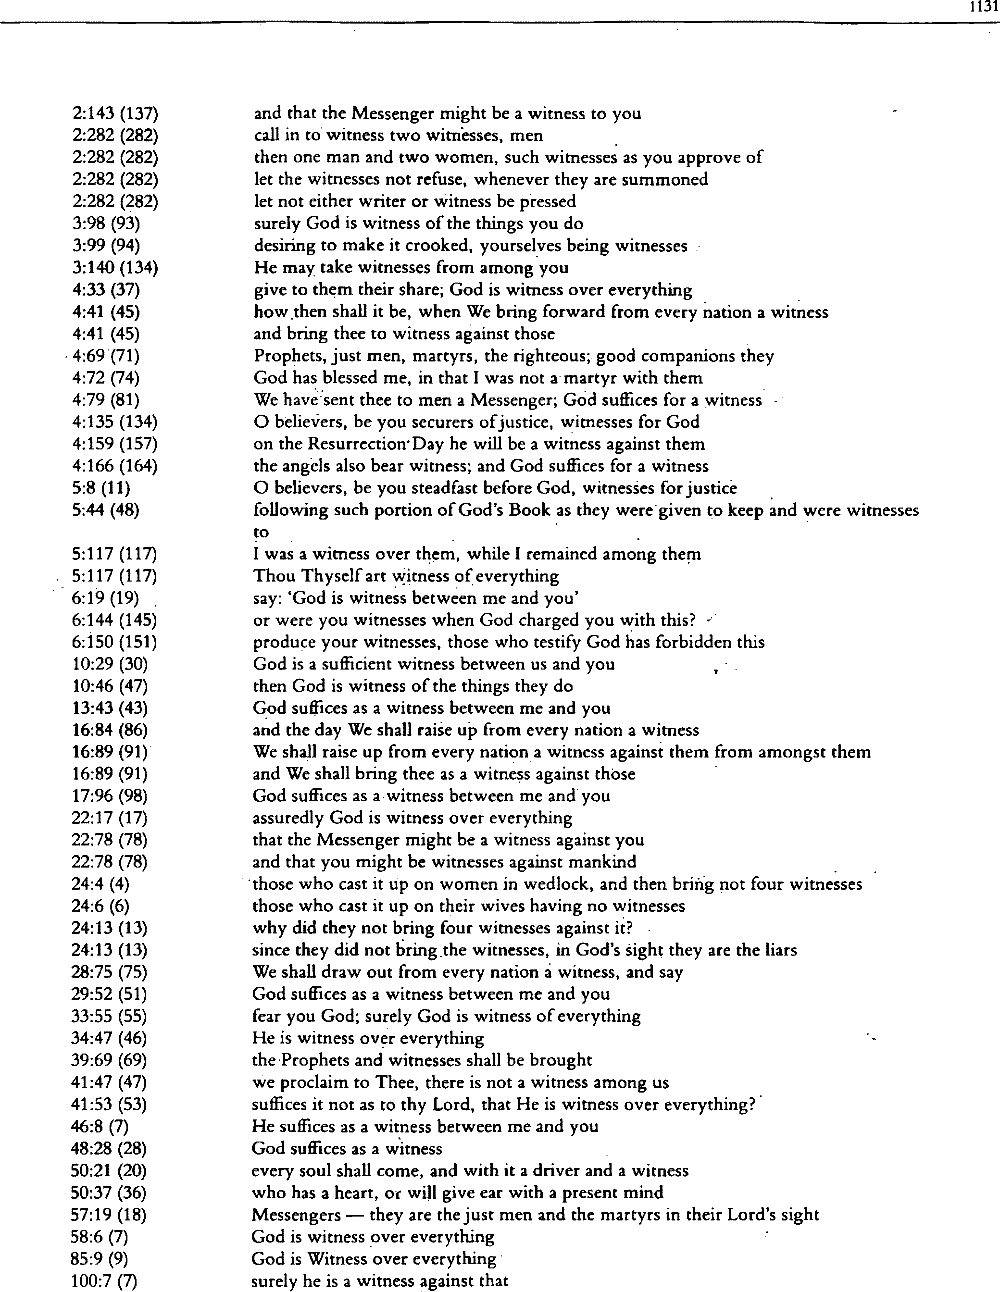 1131
2:143 (137) and that the Messenger might be a witness to you
2:282 (282) call in to witness two witnesses, men
2:282 (282) then one man and two women, such witnesses as you approve of
2:282 (282) let the witnesses not refuse, whenever they are summoned
2:282 (282) let not either writer or witness be pressed
3:98 (93) surely God is witness of the things you do
3:99 (94) desiring to make it crooked, yourselves being witnesses
3:140 (134) He may take witnesses from among you
4:33 (37) give to them their share; God is witness over everything
4:41 (45) how then shall it be, when We bring forward from every nation a witness
4:41 (45) and bring thee to witness against those
4:69 (71) Prophets, just men, martyrs, the righteous; good companions they
4:72 (74) God has blessed me, in that I was not a martyr with them
4:79 (81) We have sent thee to men a Messenger; God suffices for a witness
4:135 (134) O believers, be you securers of justice, witnesses for God
4:159 (157) on the Resurrection Day he will be a witness against them
4:166 (164) the angels also bear witness; and God suffices for a witness
5:8 (11) O believers, be you steadfast before God, witnesses for justice
5:44 (48) following such portion of God's Book as they were given to keep and were witnesses
to
5:117 (117) I was a witness over them, while I remained among them
5:117 (117) Thou Thyself art witness of everything
6:19 (19) say: 'God is witness between me and you'
6:144 (145) or were you witnesses when God charged you with this?
6:150 (151) produce your witnesses, those who testify God has forbidden this
10:29 (30) God is a sufficient witness between us and you
10:46 (47) then God is witness of the things they do
13:43 (43) God suffices as a witness between me and you
16:84 (86) and the day We shall raise up from every nation a witness
16:89 (91) We shall raise up from every nation a witness against them from amongst them
16:89 (91) and We shall bring thee as a witness against those
17:96 (98) God suffices as a witness between me and you
22:17 (17) assuredly God is witness over everything
22:78 (78) that the Messenger might be a witness against you
22:78 (78) and that you might be witnesses against mankind
24:4 (4) those who cast it up on women in wedlock, and then bring not four witnesses
24:6 (6) those who cast it up on their wives having no witnesses
24:13 (13) why did they not bring four witnesses against it?
24:13 (13) since they did not bring the witnesses, in God's sight they are the liars
28:75 (75) We shall draw out from every nation a witness, and say
29:52 (51) God suffices as a witness between me and you
33:55 (55) fear you God; surely God is witness of everything
34:47 (46) He is witness over everything
39:69 (69) the Prophets and witnesses shall be brought
41:47 (47) we proclaim to Thee, there is not a witness among us
41:53 (53) suffices it not as to thy Lord, that He is witness over everything?
46:8 (7) He suffices as a witness between me and you
48:28 (28) God suffices as a witness
50:21 (20) every soul shall come, and with it a driver and a witness
50:37 (36) who has a heart, or will give ear with a present mind
57:19 (18) Messengers — they are the just men and the martyrs in their Lord's sight
58:6 (7) God is witness over everything
85:9 (9) God is Witness over everything
100:7 (7) surely he is a witness against that